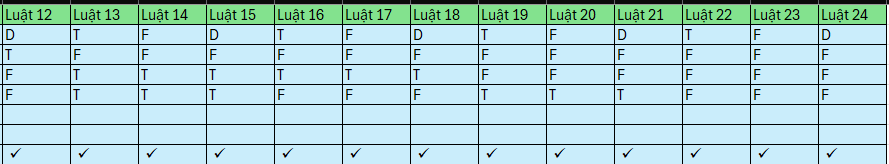 Luật 12 Luật 13 Luật 14 Luật 15 Luật 16 Luật 17 Luật 18 Luật 19 Luật 20 Luật 21 Luật 22 Luật 23 Luật 24
D T F D T F D T F D T F D
T F F F F F F F F F F F F
F T T T T T T F F F F F F
F T T T F F F T T T F F F
✓ ✓ ✓ ✓ ✓ ✓ ✓ ✓ ✓ ✓ ✓ ✓ ✓